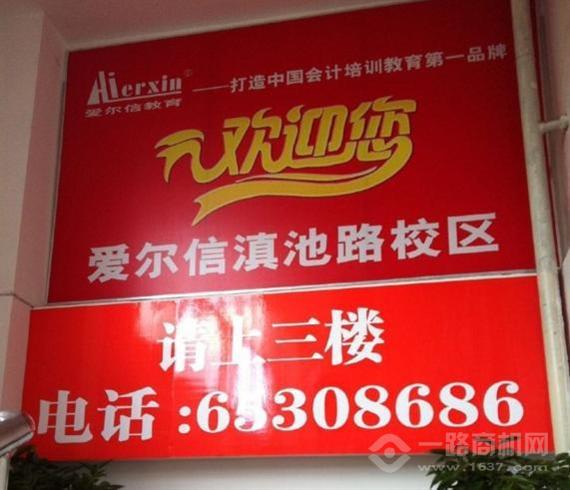 Aierxin®
爱尔信教育
——打造中国会计培训教育第一品牌
欢迎您
爱尔信滇池路校区
请上三楼
电话:65308686
一路商机网
www.1637.com